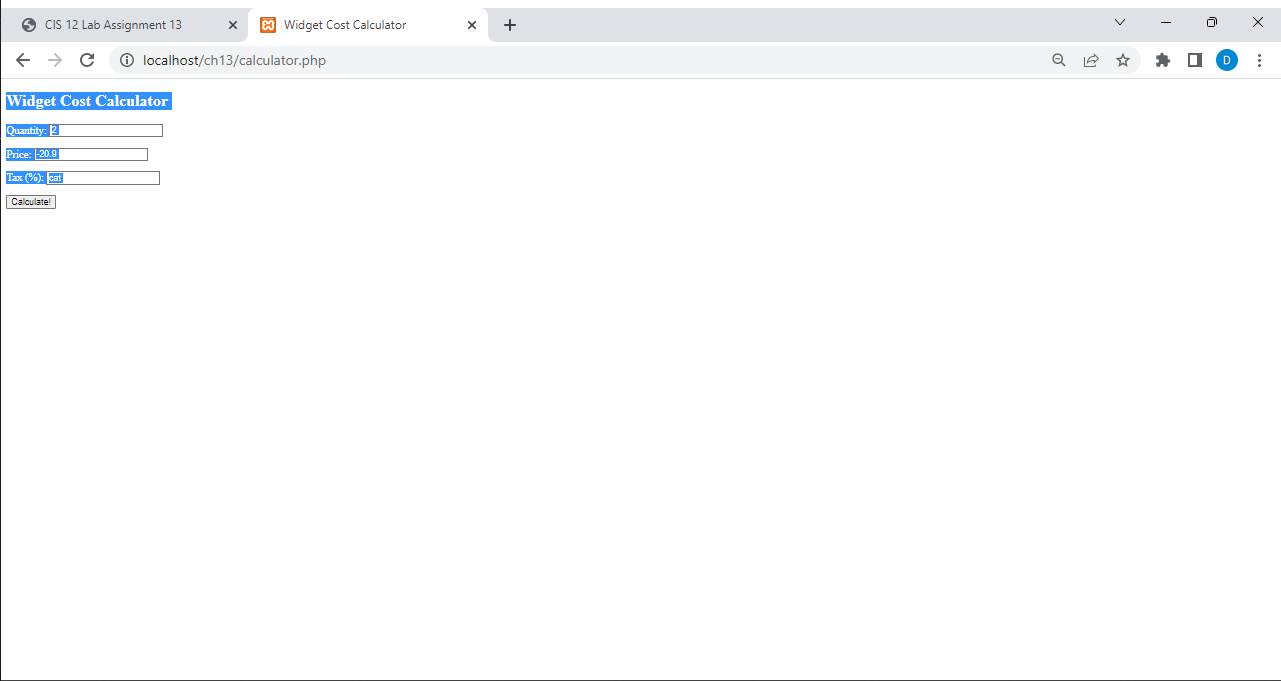 CIS 12 Lab Assignment 13
Widget Cost Calculator
localhost/ch13/calculator.php
D
Widget Cost Calculator
Quantity: 2
Price: -20.9
Tax (%): cat
Calculate!